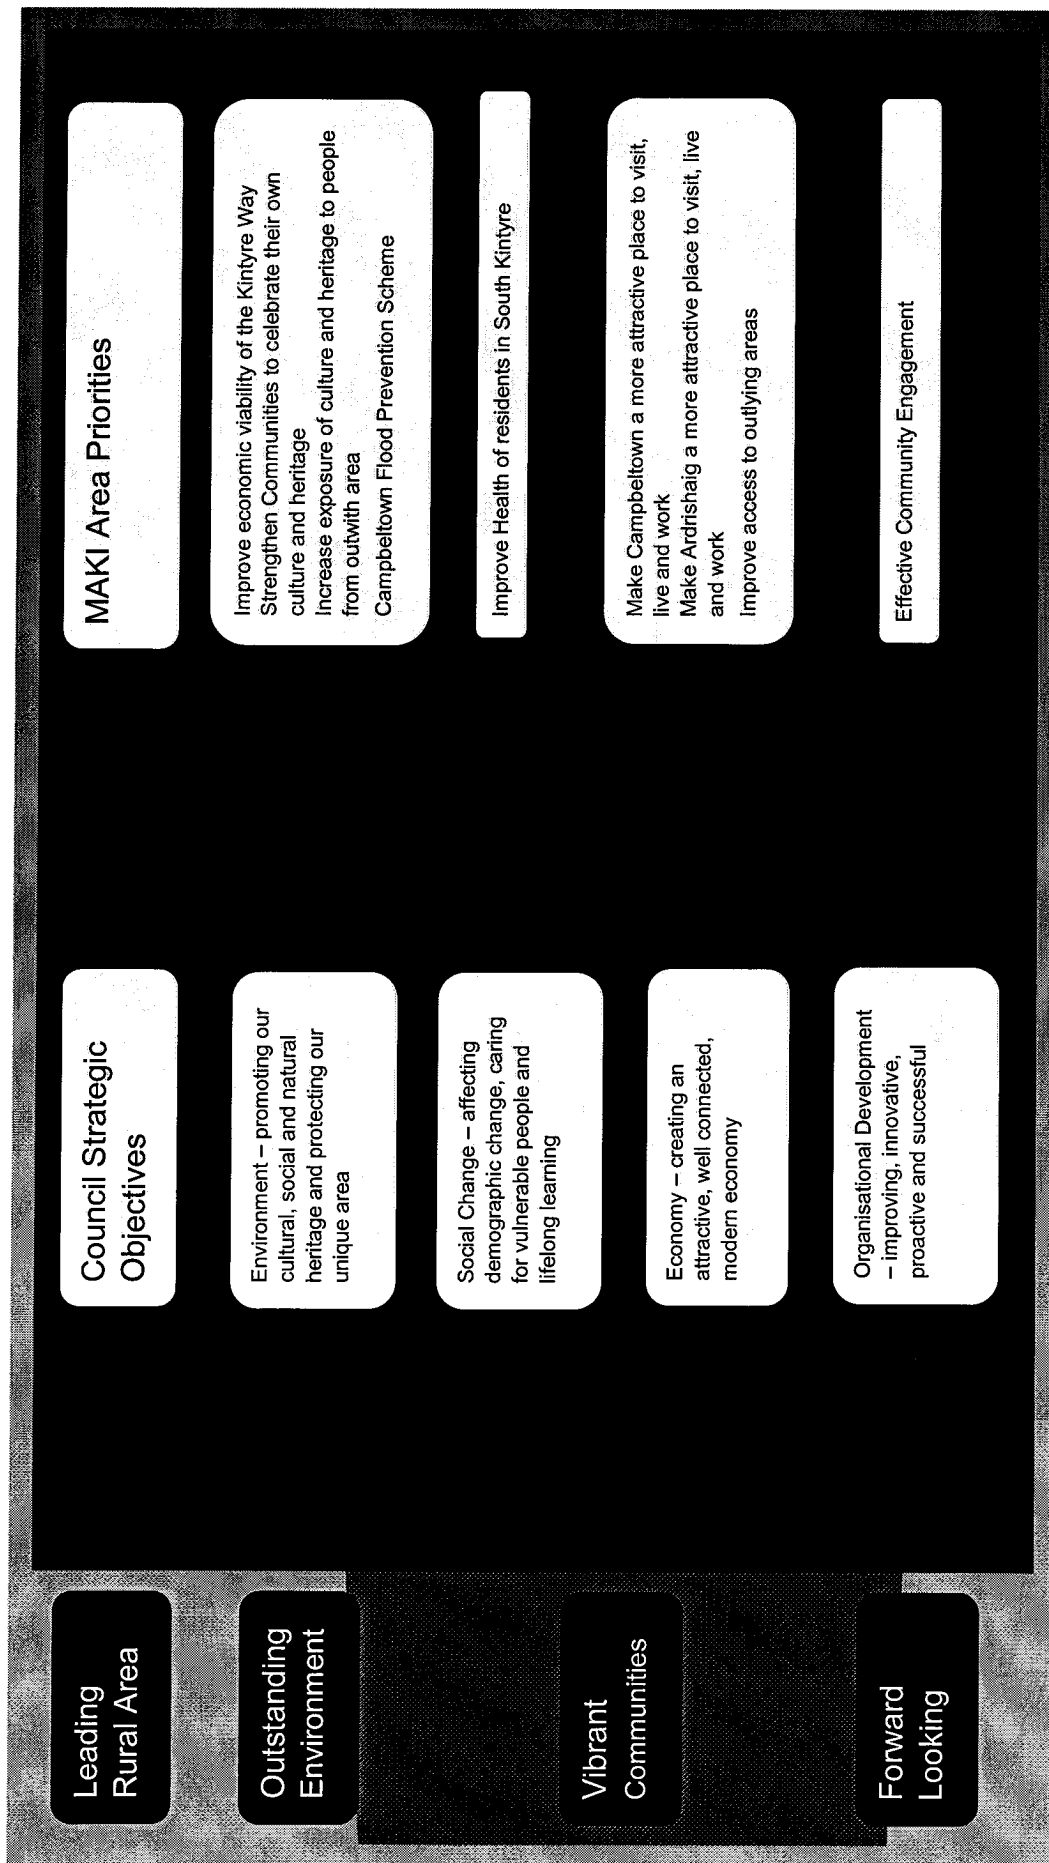 Leading
Rural Area
Council Strategic
Objectives
MAKI Area Priorities
Outstanding
Environment
Environment – promoting our
cultural, social and natural
heritage and protecting our
unique area
Improve economic viability of the Kintyre Way
Strengthen Communities to celebrate their own
culture and heritage
Increase exposure of culture and heritage to people
from outwith area
Campbeltown Flood Prevention Scheme
Vibrant
Communities
Social Change – affecting
demographic change, caring
for vulnerable people and
lifelong learning
Improve Health of residents in South Kintyre
Economy – creating an
attractive, well connected,
modern economy
Make Campbeltown a more attractive place to visit,
live and work
Make Ardrishaig a more attractive place to visit, live
and work
Improve access to outlying areas
Forward
Looking
Organisational Development
– improving, innovative,
proactive and successful
Effective Community Engagement